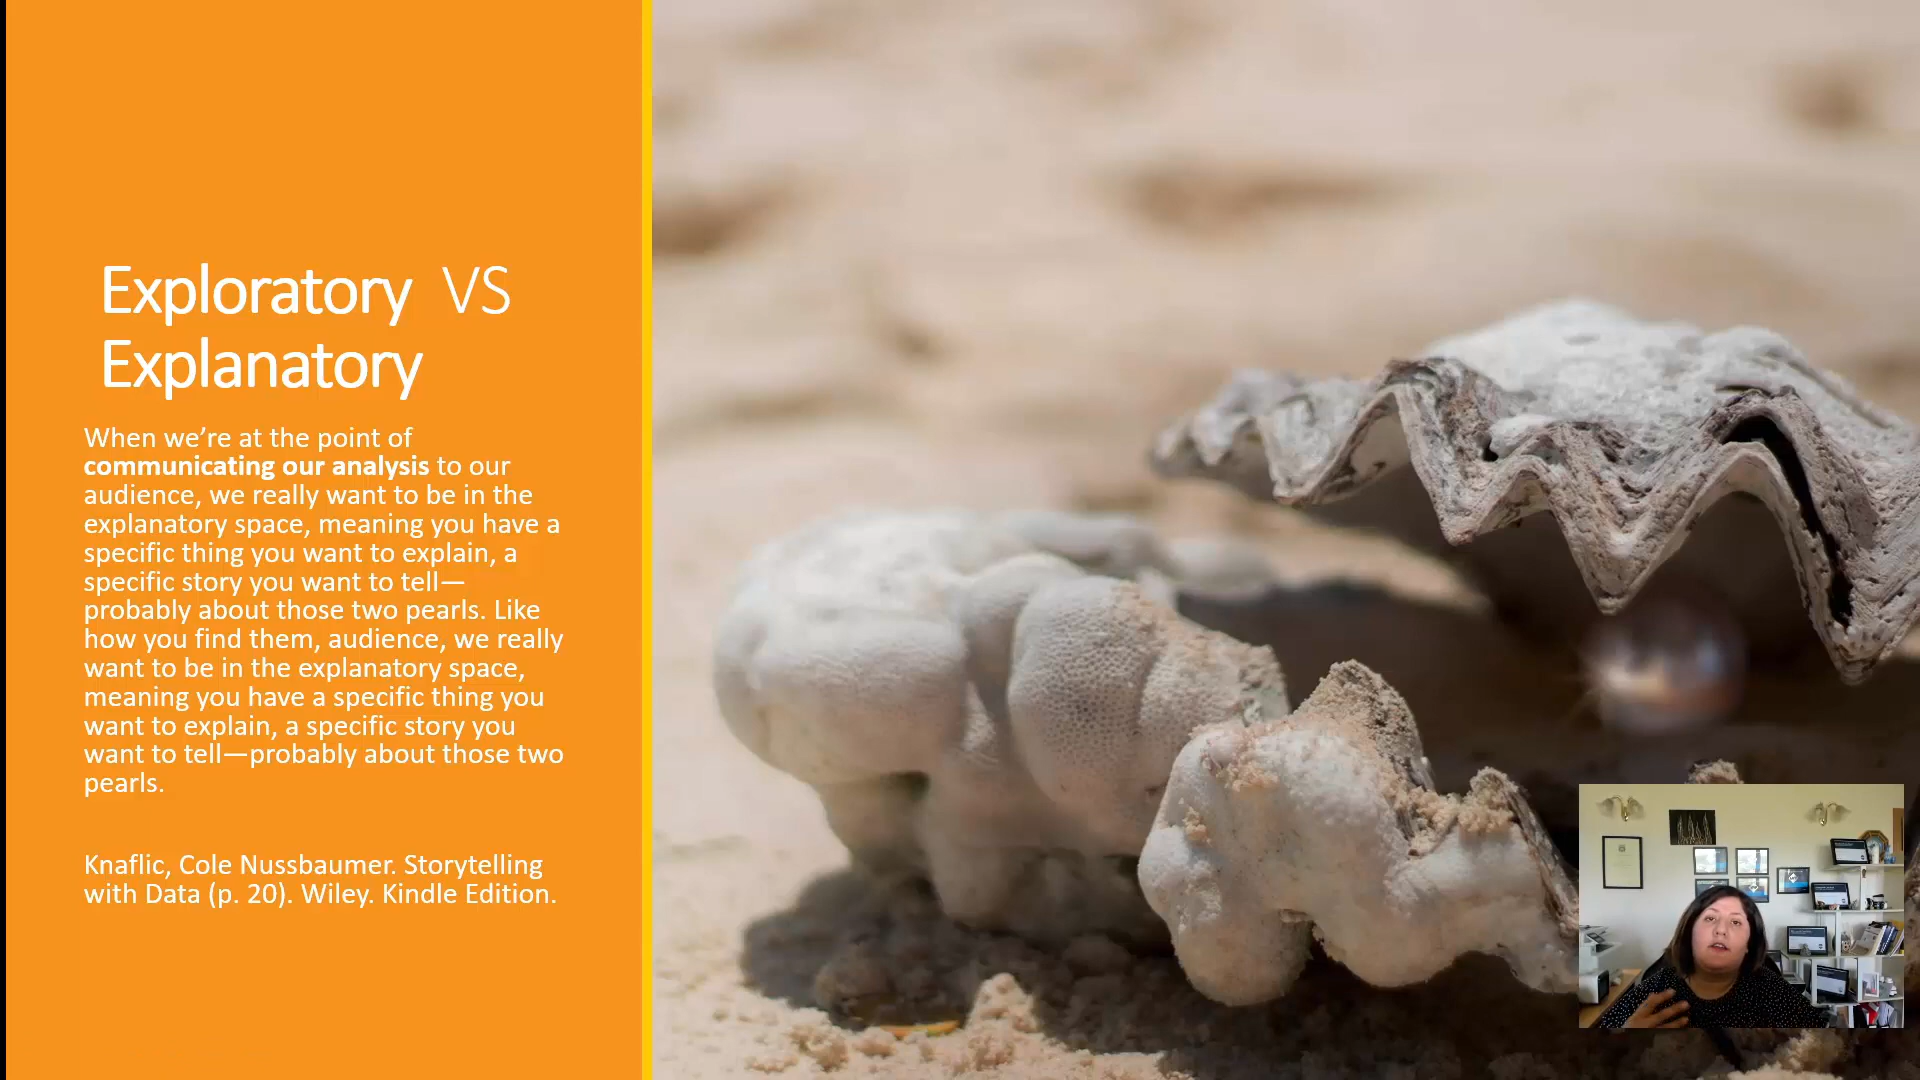 Exploratory VS
Explanatory
When we’re at the point of
communicating our analysis to our
audience, we really want to be in the
explanatory space, meaning you have a
specific thing you want to explain, a
specific story you want to tell—
probably about those two pearls. Like
how you find them, audience, we really
want to be in the explanatory space,
meaning you have a specific thing you
want to explain, a specific story you
want to tell—probably about those two
pearls.
Knaflic, Cole Nussbaumer. Storytelling
with Data (p. 20). Wiley. Kindle Edition.